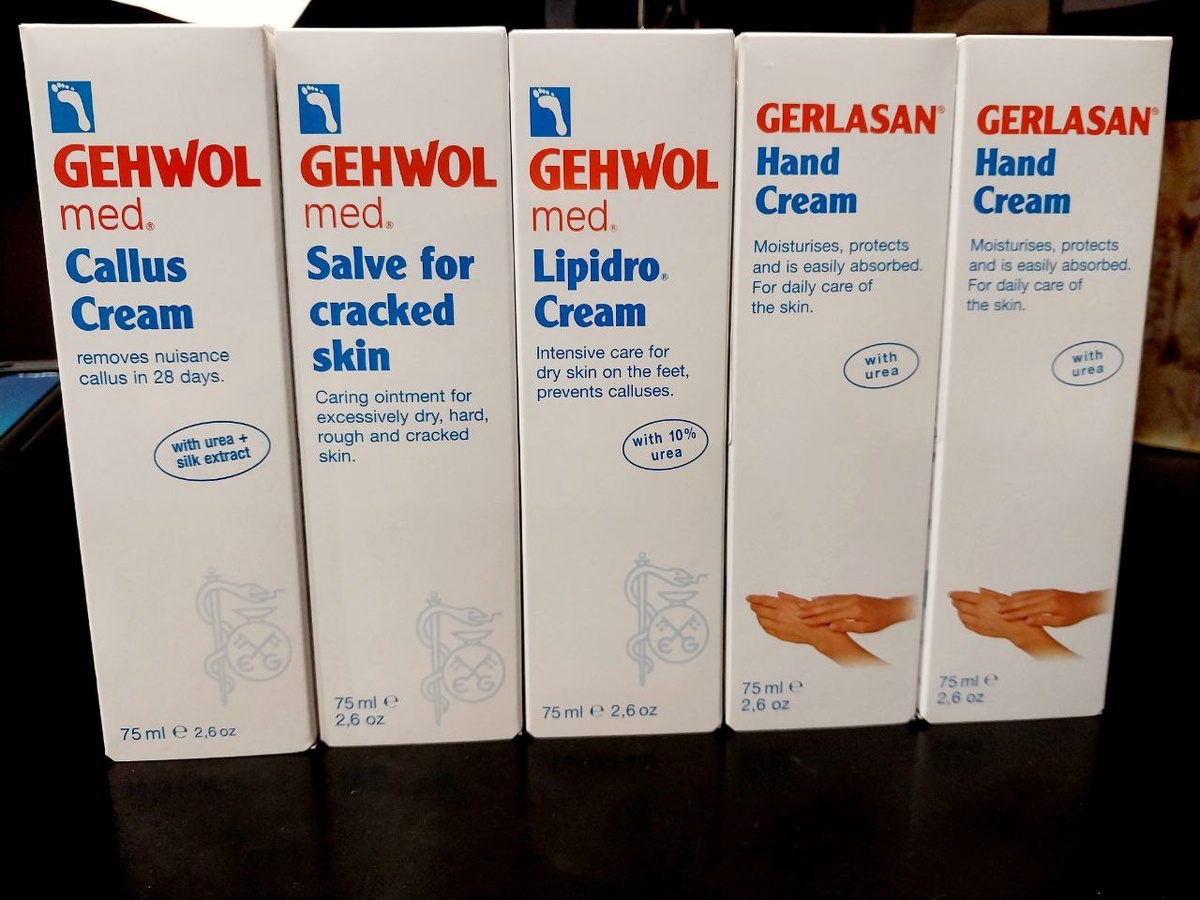 GEHWOL
med®
Callus
Cream
removes nuisance
callus in 28 days.
with urea +
silk extract
EG
75 ml e 2,6 oz
GEHWOL
med®
Salve for
cracked
skin
Caring ointment for
excessively dry, hard,
rough and cracked
skin.
EG
75 ml e
2,6 oz
GEHWOL
med®
Lipidro®
Cream
Intensive care for
dry skin on the feet,
prevents calluses.
with 10%
urea
EG
75 ml e 2,6 oz
GERLASAN®
Hand
Cream
Moisturises, protects
and is easily absorbed.
For daily care of
the skin.
with
urea
75 ml e
2,6 oz
GERLASAN®
Hand
Cream
Moisturises, protects
and is easily absorbed.
For daily care of
the skin.
with
urea
75 ml e
2,6 oz